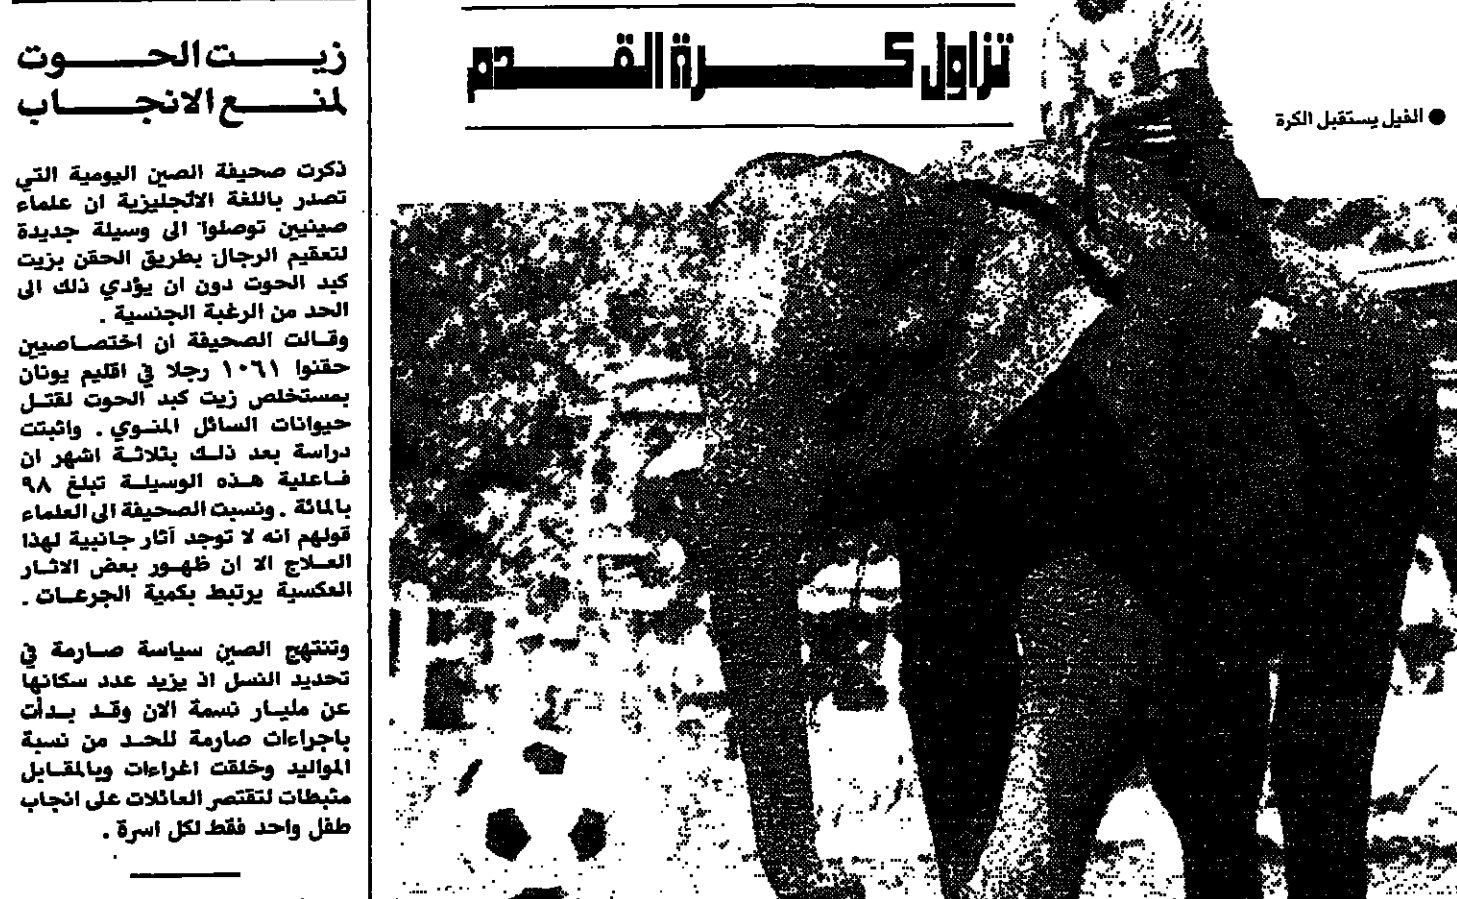 تزاول كرة القدم
● الفيل يستقبل الكرة
زيت الحوت
لمنع الانجاب
ذكرت صحيفة الصين اليومية التي
تصدر باللغة الانجليزية ان علماء
صينيين توصلوا الى وسيلة جديدة
لتعقيم الرجال بطريق الحقن بزيت
كبد الحوت دون ان يؤدي ذلك الى
الحد من الرغبة الجنسية .
وقالت الصحيفة ان اختصاصيين
حقنوا ١٠٦١ رجلا في اقليم يونان
بمستخلص زيت كبد الحوت لقتل
حيوانات السائل المنوي . واثبتت
دراسة بعد ذلك بثلاثة اشهر ان
فاعلية هذه الوسيلة تبلغ ٩٨
بالمائة . ونسبت الصحيفة الى العلماء
قولهم انه لا توجد آثار جانبية لهذا
العلاج الا ان ظهور بعض الاثار
العكسية يرتبط بكمية الجرعات .
وتنتهج الصين سياسة صارمة في
تحديد النسل اذ يزيد عدد سكانها
عن مليار نسمة الان وقد بدأت
باجراءات صارمة للحد من نسبة
المواليد وخلقت اغراءات وبالمقابل
مثبطات لتقتصر العائلات على انجاب
طفل واحد فقط لكل اسرة .